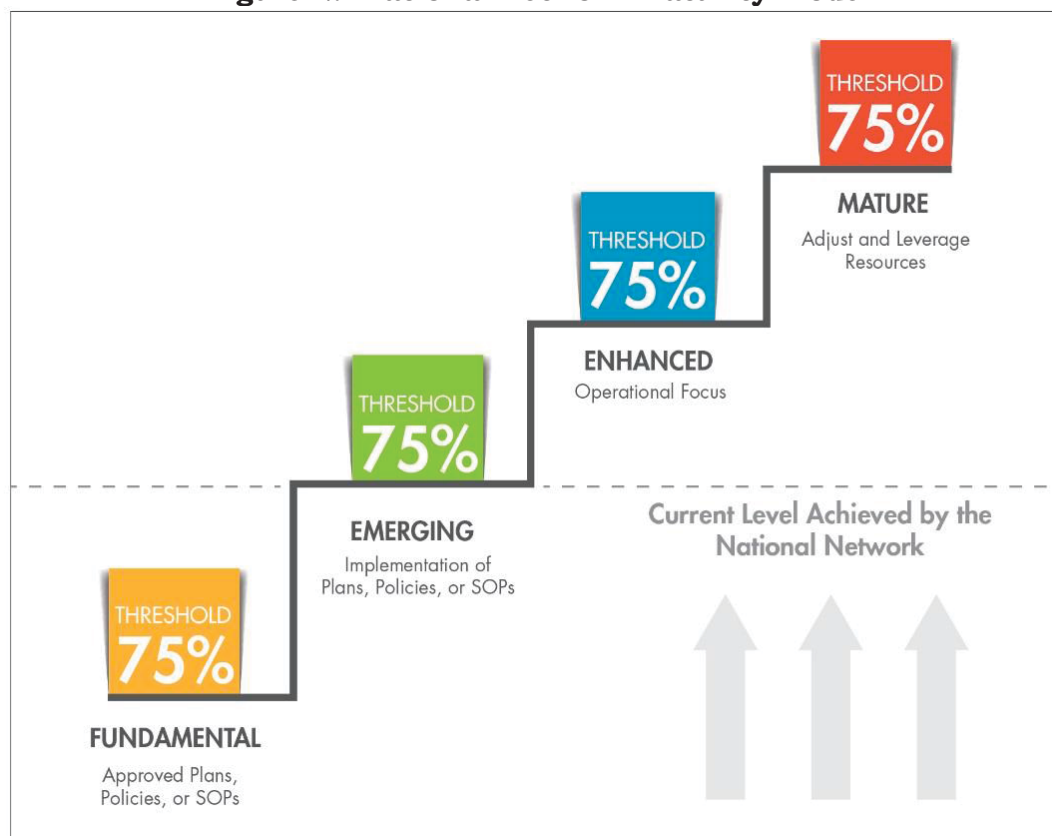 THRESHOLD
75%
MATURE
Adjust and Leverage
Resources
THRESHOLD
75%
ENHANCED
Operational Focus
THRESHOLD
75%
EMERGING
Implementation of
Plans, Policies, or SOPs
Current Level Achieved by the
National Network
THRESHOLD
75%
FUNDAMENTAL
Approved Plans,
Policies, or SOPs